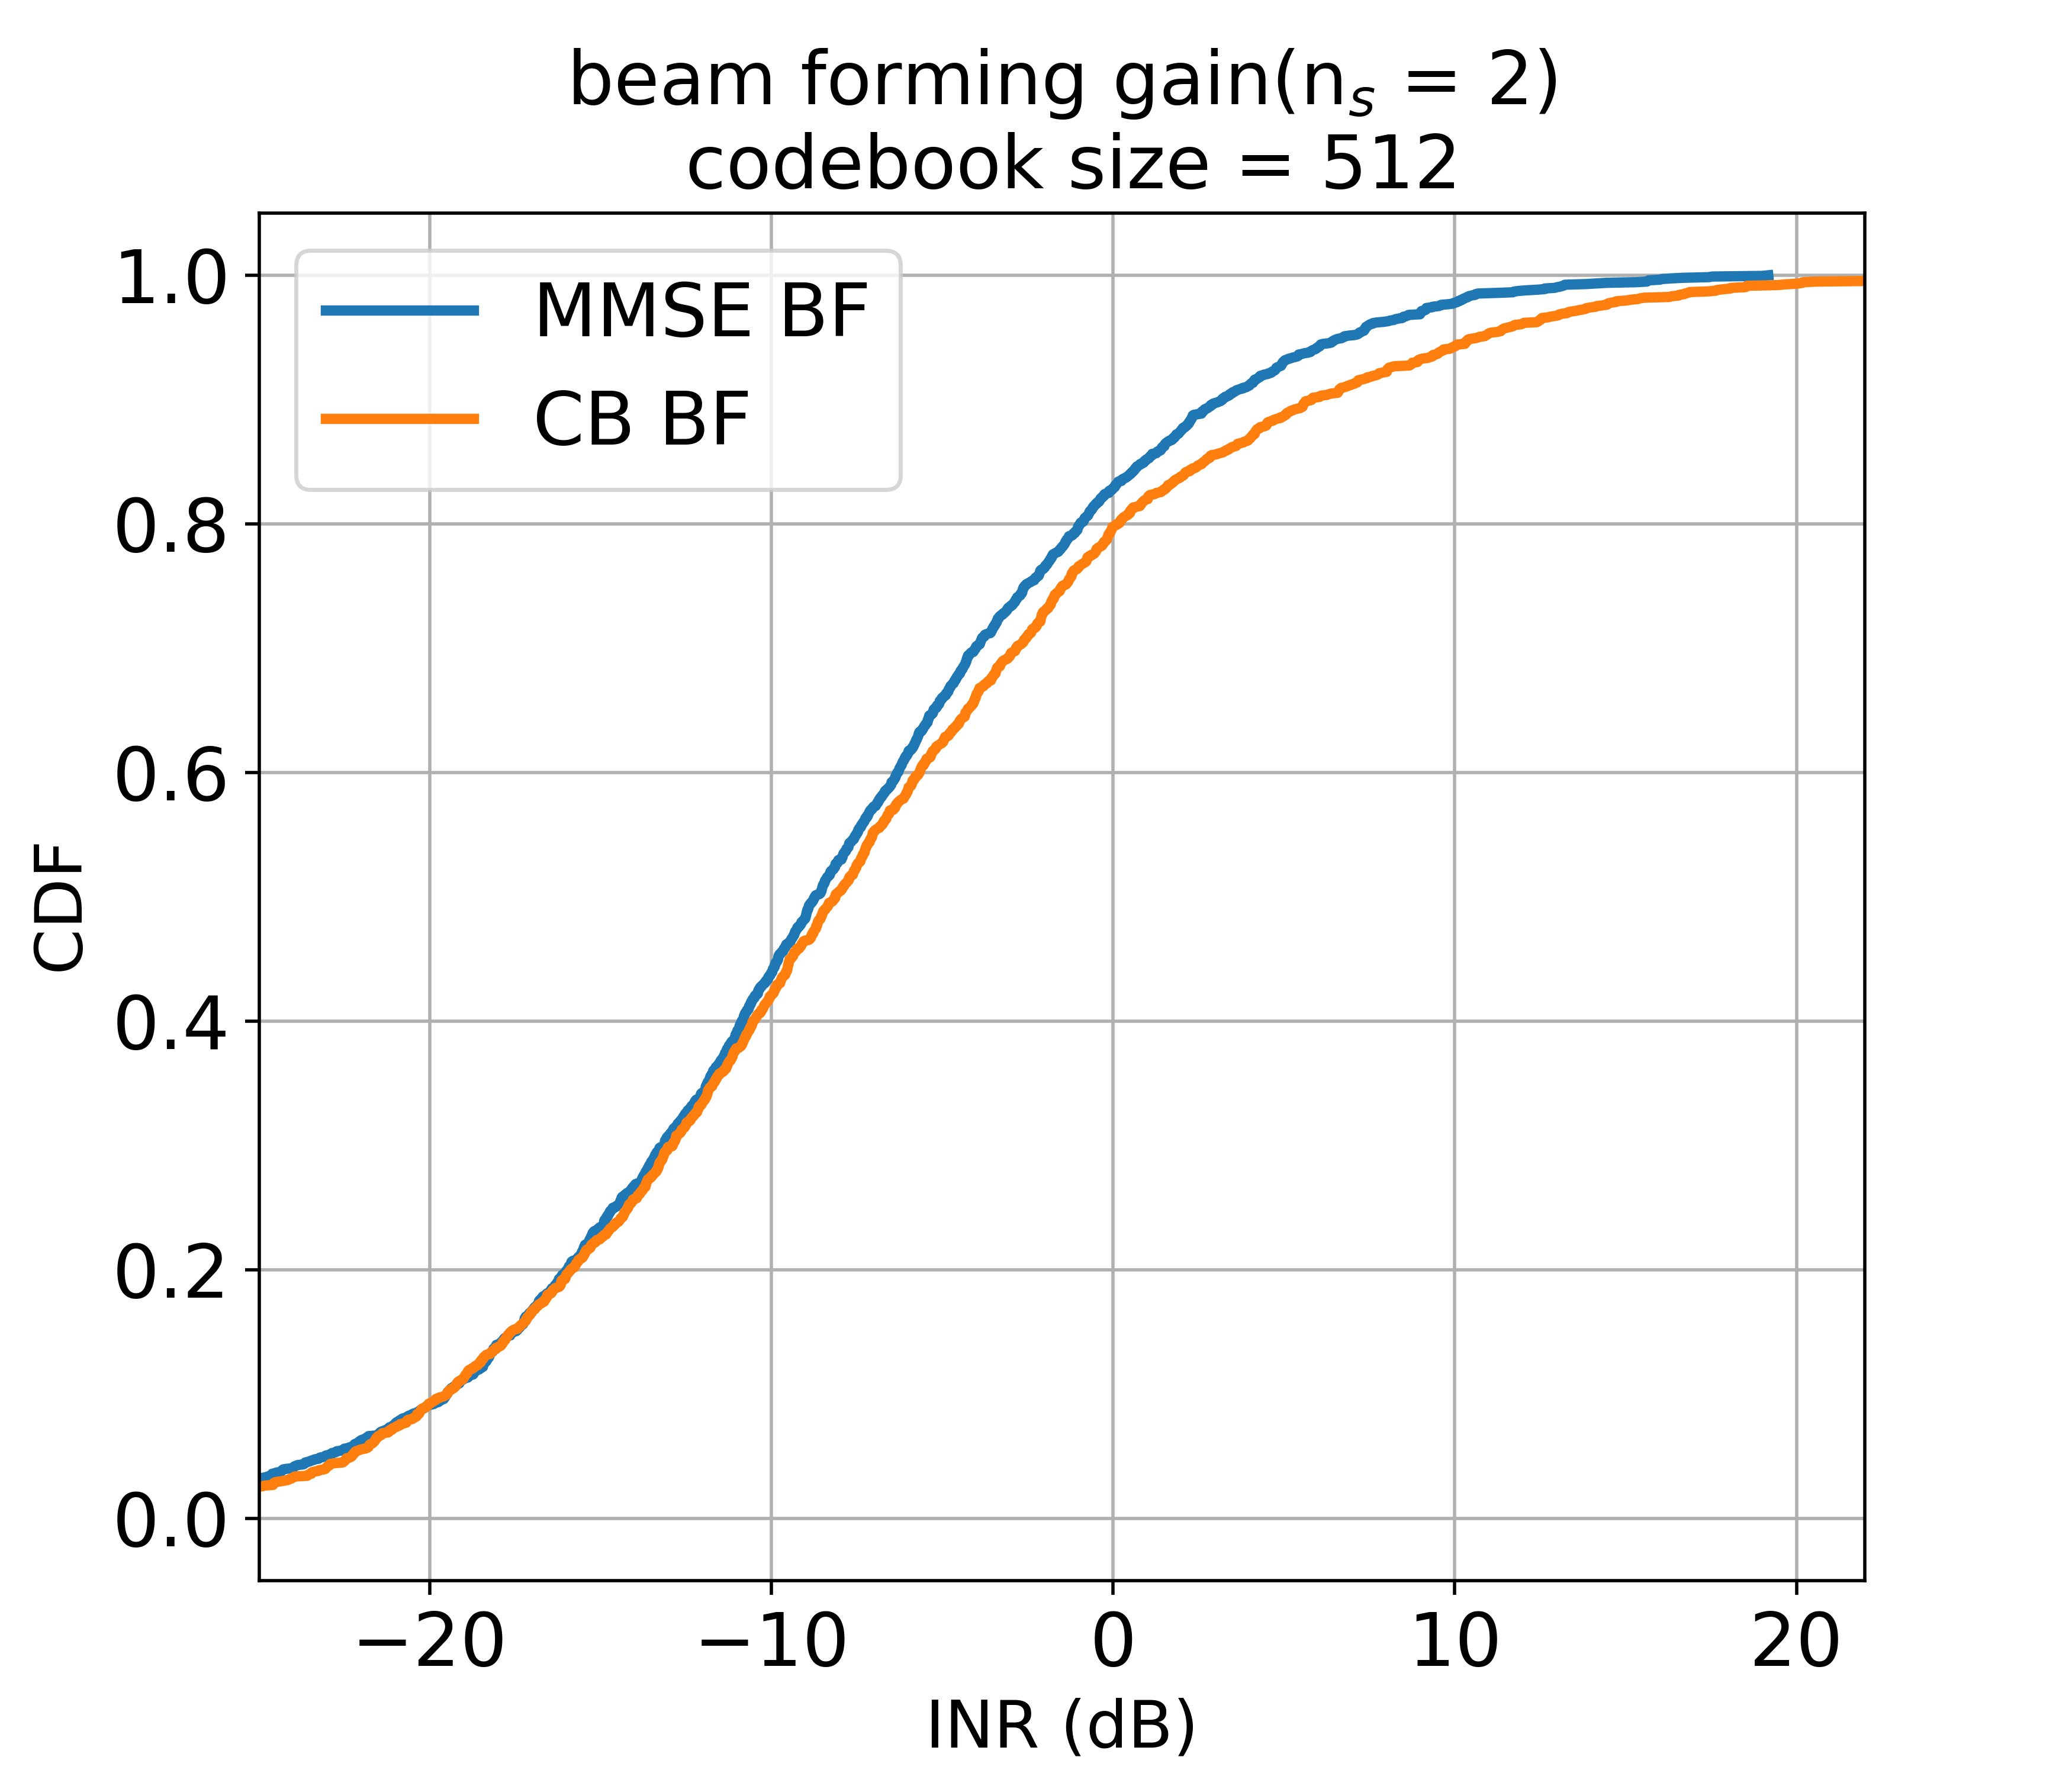 beam forming gain(nₛ = 2)
codebook size = 512
MMSE BF
CB BF
CDF
1.0
0.8
0.6
0.4
0.2
0.0
−20
−10
0
10
20
INR (dB)